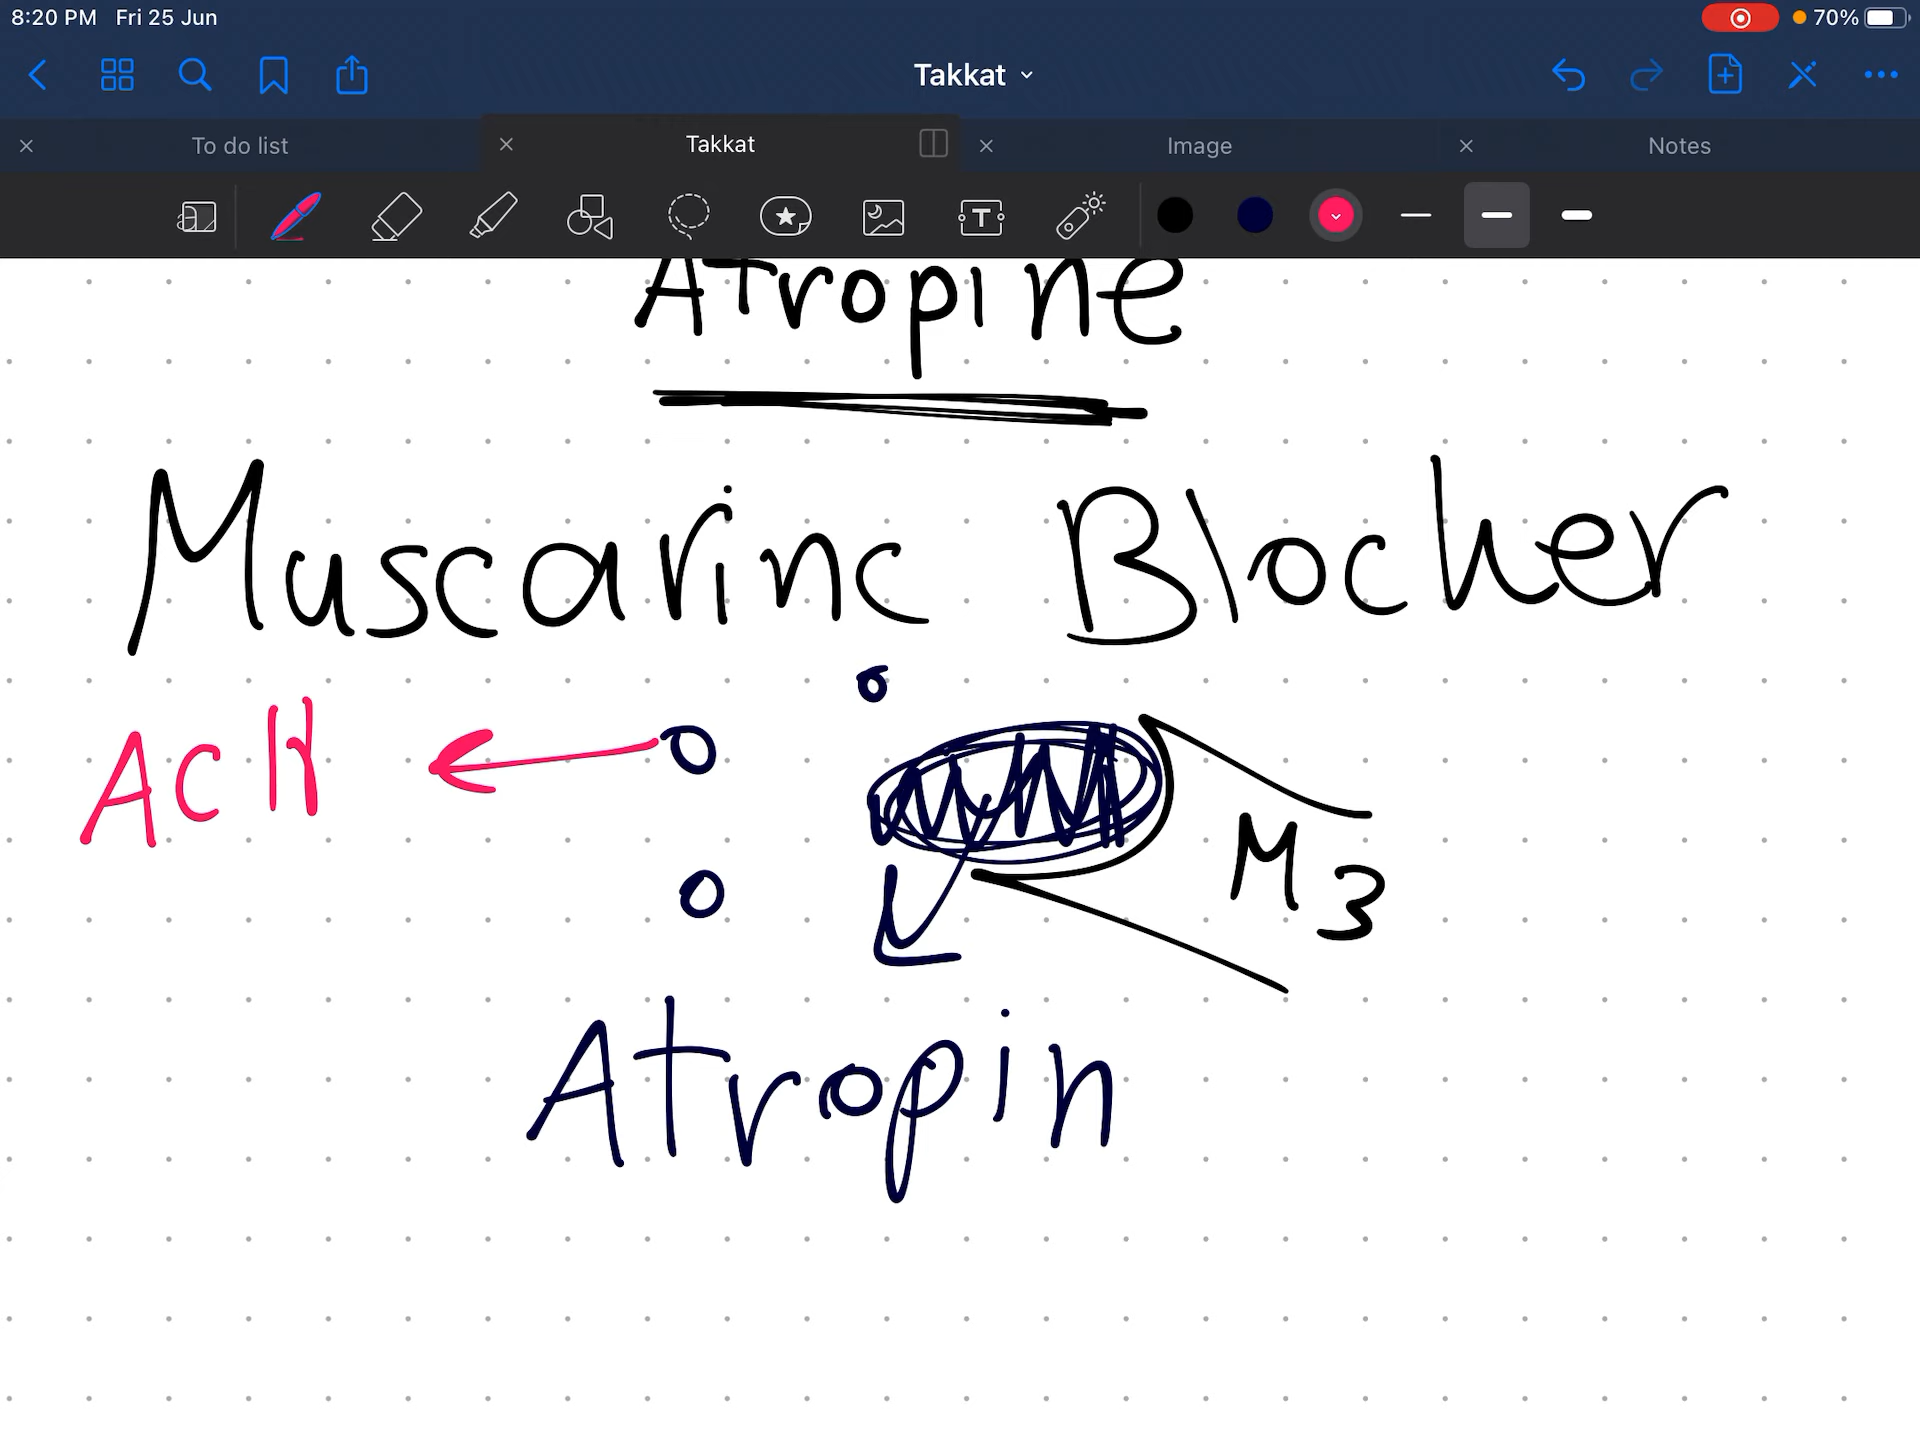 8:20 PM Fri 25 Jun 70%
Takkat
To do list Takkat Image Notes
Atropine
Muscarinc Blocker
AcH
M3
Atropin